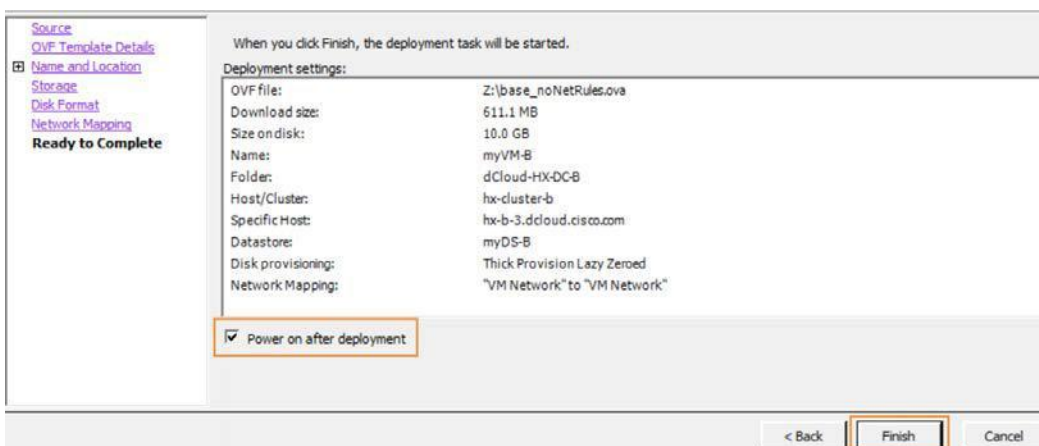 Source
OVF Template Details
Name and Location
Storage
Disk Format
Network Mapping
Ready to Complete
When you click Finish, the deployment task will be started.
Deployment settings:
OVF file: Z:\base_noNetRules.ova
Download size: 611.1 MB
Size on disk: 10.0 GB
Name: myVM-B
Folder: dCloud-HX-DC-B
Host/Cluster: hx-cluster-b
Specific Host: hx-b-3.dcloud.cisco.com
Datastore: myDS-B
Disk provisioning: Thick Provision Lazy Zeroed
Network Mapping: "VM Network" to "VM Network"
Power on after deployment
< Back Finish Cancel